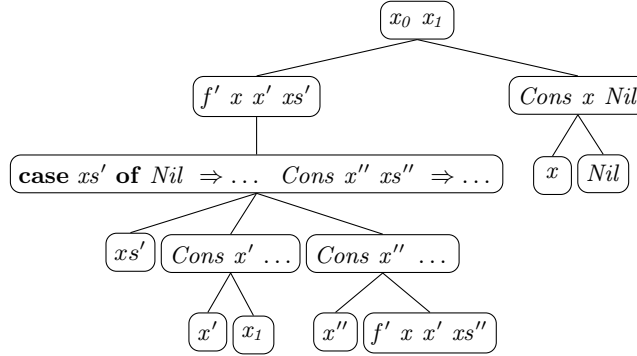 x₀ x₁
f′ x x′ xs′
Cons x Nil
case xs′ of Nil ⇒ … Cons x″ xs″ ⇒ …
x
Nil
xs′
Cons x′ …
Cons x″ …
x′
x₁
x″
f′ x x′ xs″